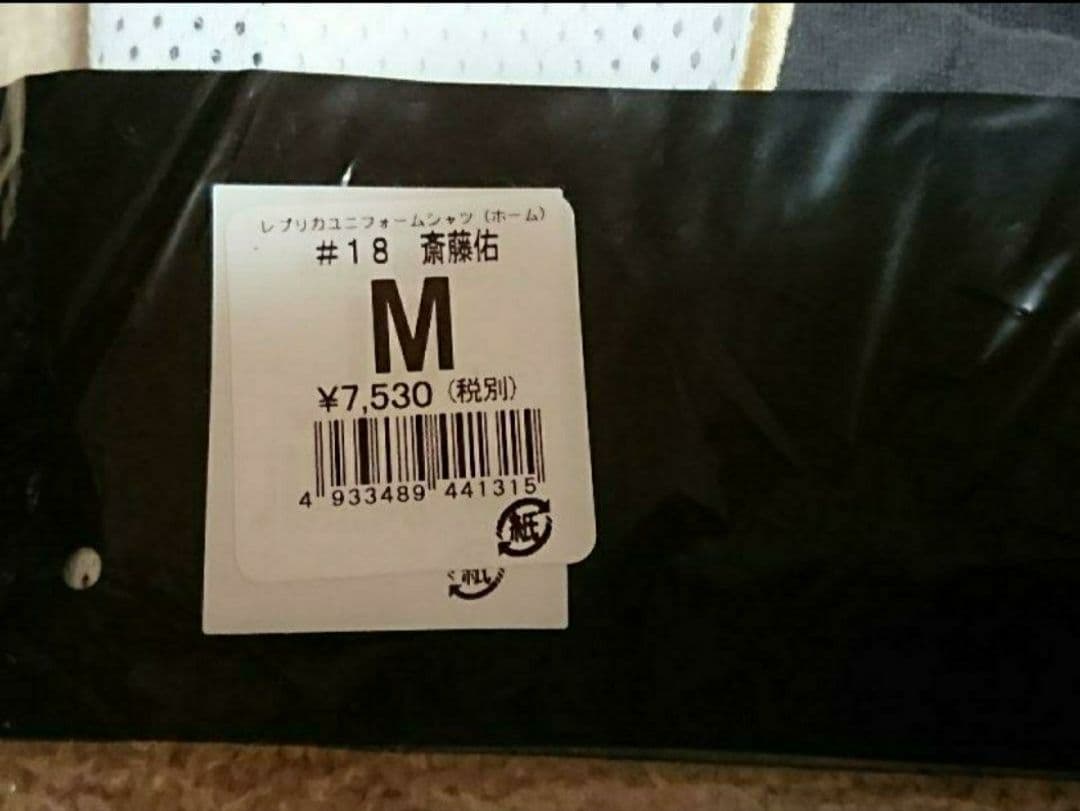 レプリカユニフォームシャツ（ホーム）
#18 斎藤佑
M
¥7,530（税別）
4 933489 441315
紙
紙